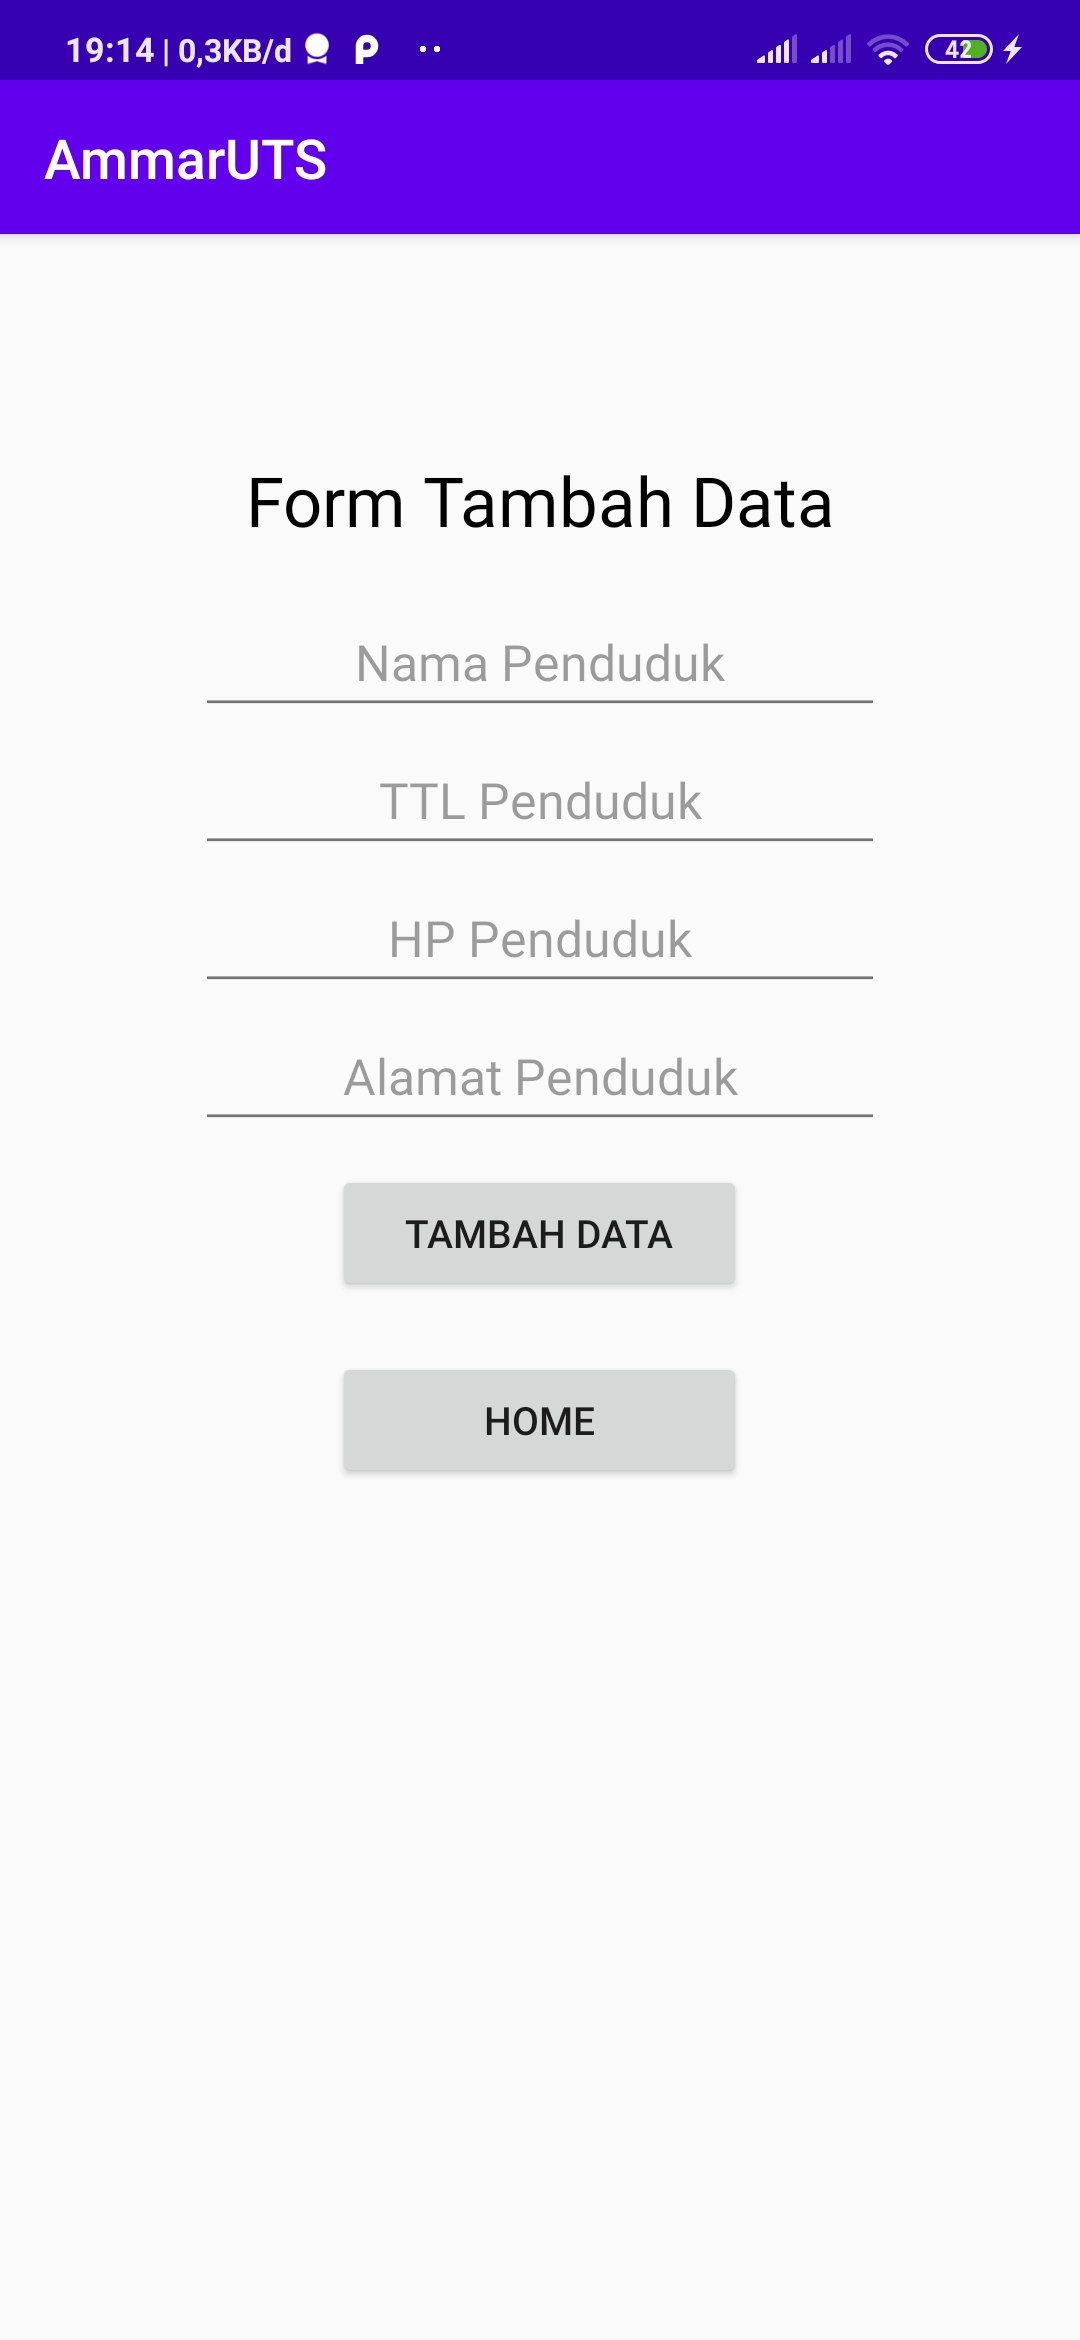 19:14 | 0,3KB/d
42
AmmarUTS
Form Tambah Data
Nama Penduduk
TTL Penduduk
HP Penduduk
Alamat Penduduk
TAMBAH DATA
HOME